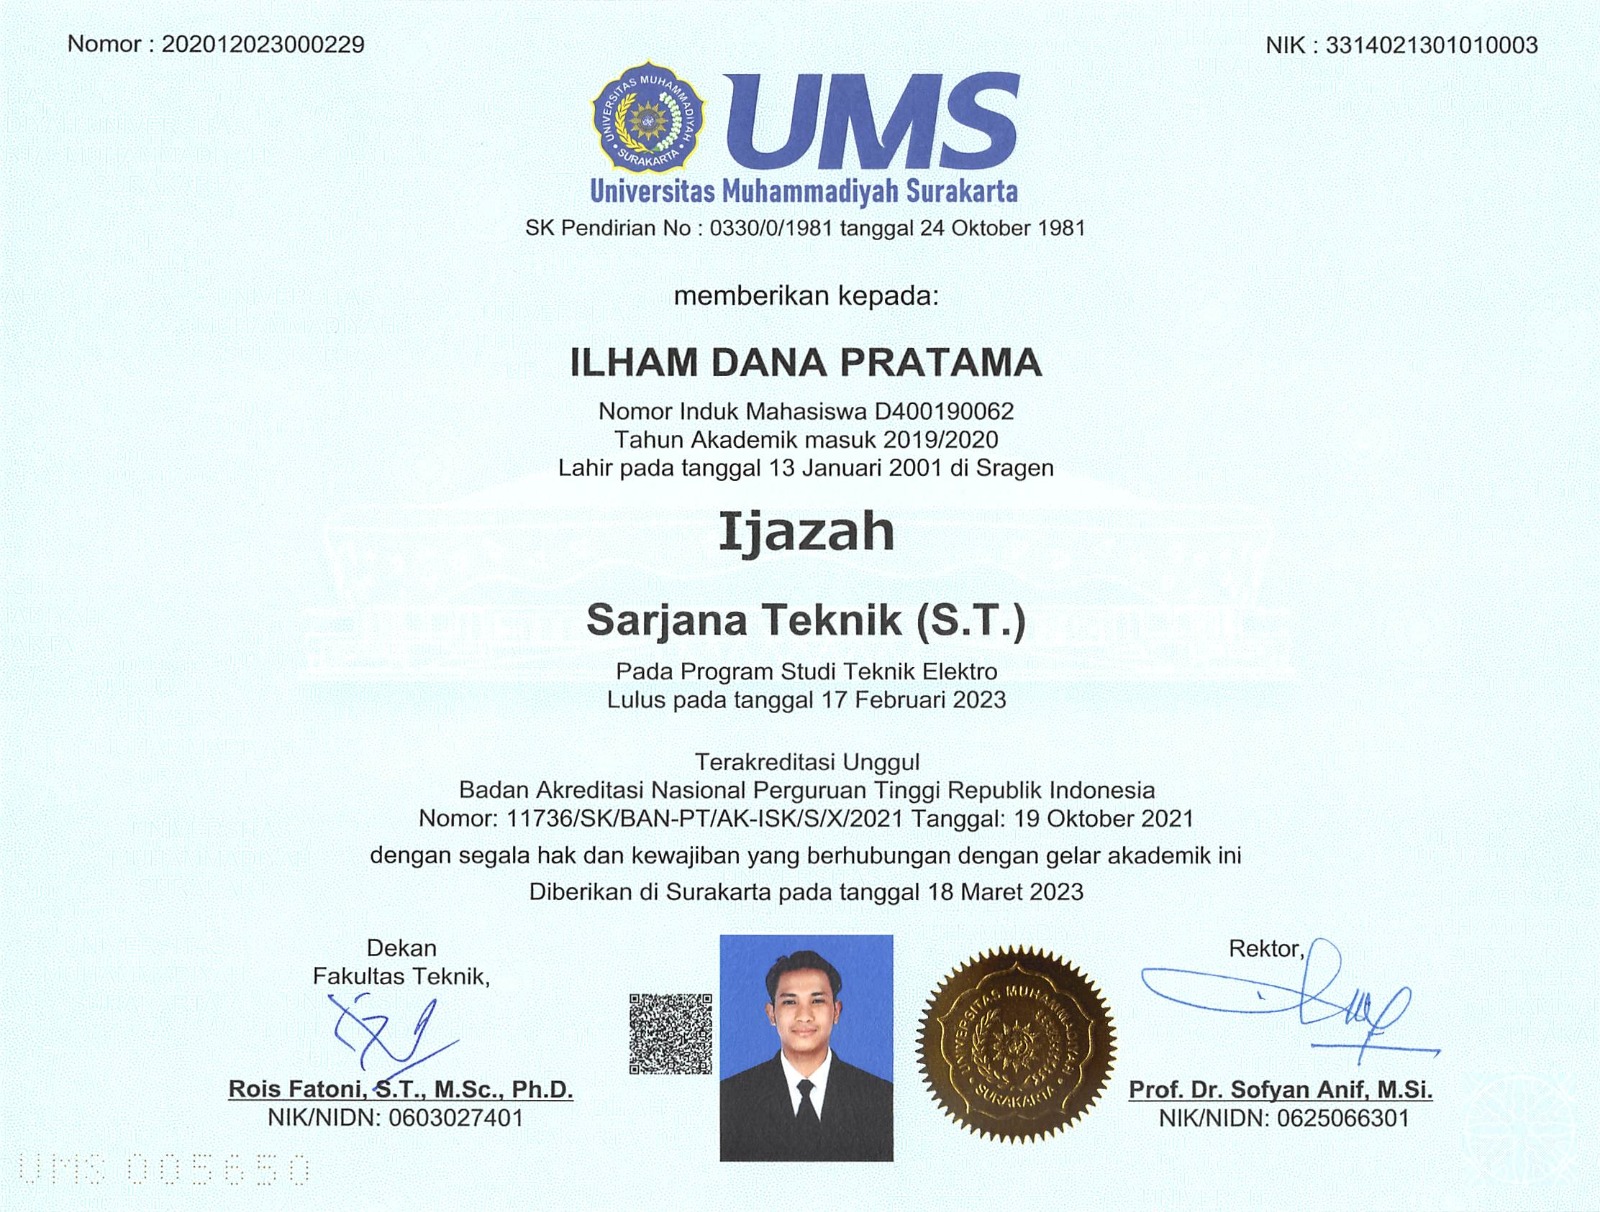 Nomor : 202012023000229
NIK : 3314021301010003
UNIVERSITAS MUHAMMADIYAH
SURAKARTA
UMS
Universitas Muhammadiyah Surakarta
SK Pendirian No : 0330/0/1981 tanggal 24 Oktober 1981
memberikan kepada:
ILHAM DANA PRATAMA
Nomor Induk Mahasiswa D400190062
Tahun Akademik masuk 2019/2020
Lahir pada tanggal 13 Januari 2001 di Sragen
Ijazah
Sarjana Teknik (S.T.)
Pada Program Studi Teknik Elektro
Lulus pada tanggal 17 Februari 2023
Terakreditasi Unggul
Badan Akreditasi Nasional Perguruan Tinggi Republik Indonesia
Nomor: 11736/SK/BAN-PT/AK-ISK/S/X/2021 Tanggal: 19 Oktober 2021
dengan segala hak dan kewajiban yang berhubungan dengan gelar akademik ini
Diberikan di Surakarta pada tanggal 18 Maret 2023
Dekan
Fakultas Teknik,
Rois Fatoni, S.T., M.Sc., Ph.D.
NIK/NIDN: 0603027401
UNIVERSITAS MUHAMMADIYAH
SURAKARTA
Rektor,
Prof. Dr. Sofyan Anif, M.Si.
NIK/NIDN: 0625066301
UMS 005650